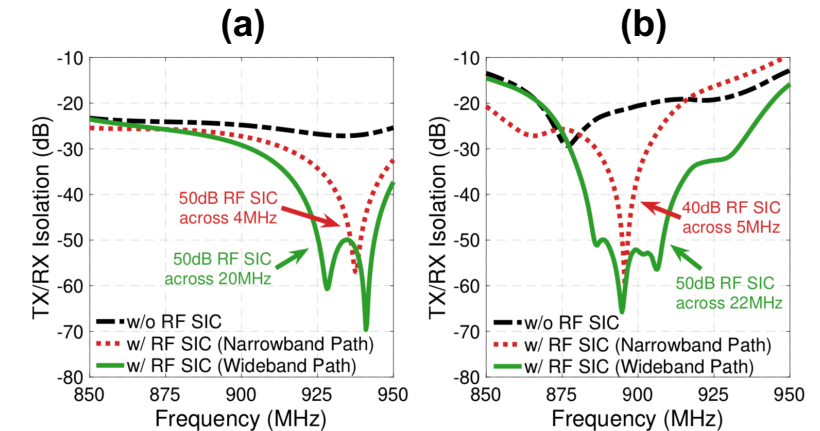 (a)
TX/RX Isolation (dB)
-10
-20
-30
-40
-50
-60
-70
-80
50dB RF SIC
across 4MHz
50dB RF SIC
across 20MHz
w/o RF SIC
w/ RF SIC (Narrowband Path)
w/ RF SIC (Wideband Path)
850 875 900 925 950
Frequency (MHz)
(b)
TX/RX Isolation (dB)
-10
-20
-30
-40
-50
-60
-70
-80
40dB RF SIC
across 5MHz
50dB RF SIC
across 22MHz
w/o RF SIC
w/ RF SIC (Narrowband Path)
w/ RF SIC (Wideband Path)
850 875 900 925 950
Frequency (MHz)